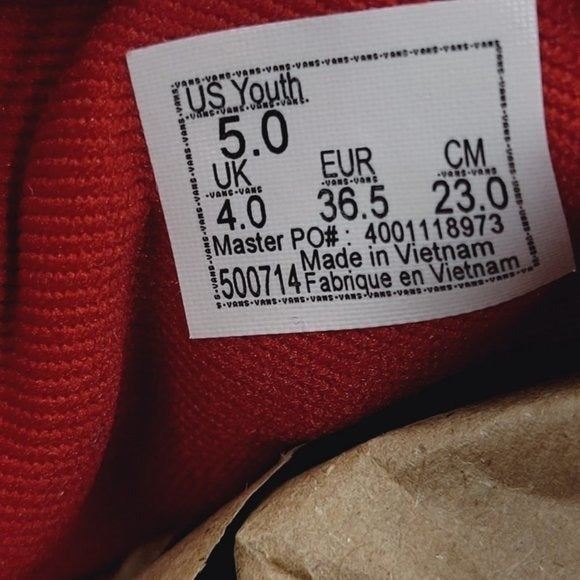 US Youth
5.0
UK EUR CM
4.0 36.5 23.0
Master PO# : 4001118973
Made in Vietnam
500714 Fabrique en Vietnam